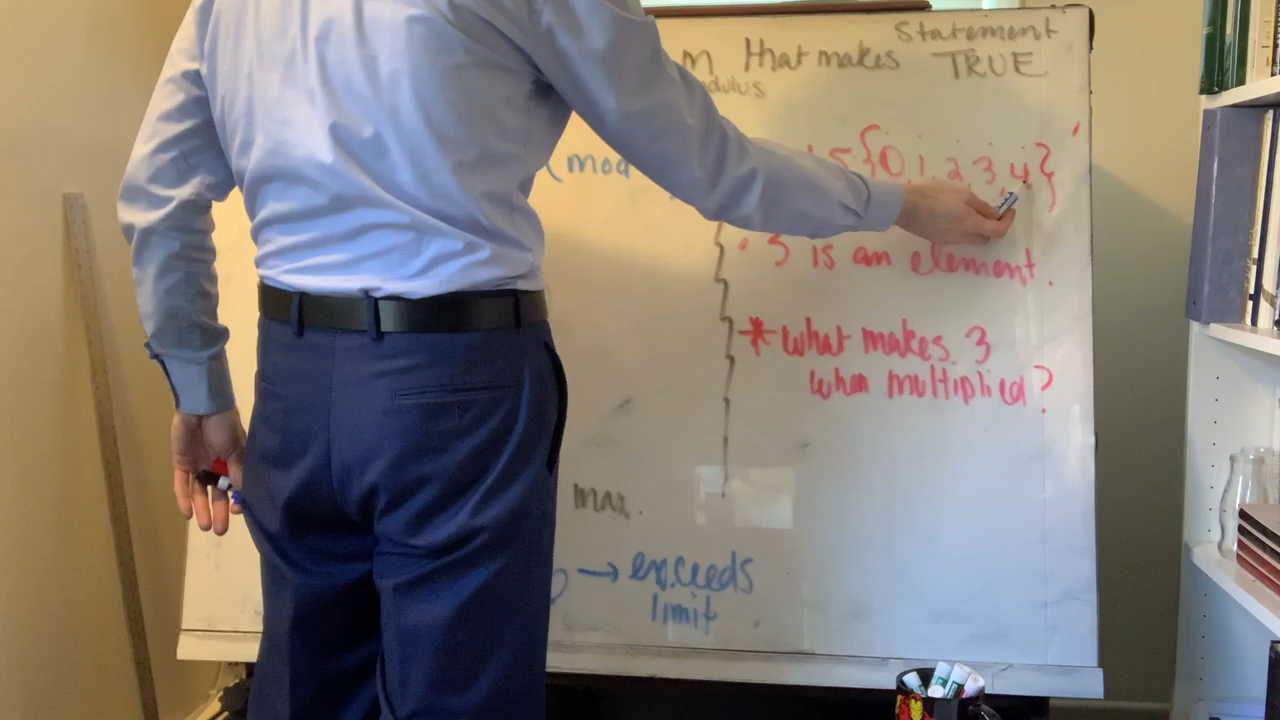 Statement
m that makes TRUE
(mod
5 {0, 1, 2, 3, 4}
is an element.
* what makes 3
when multiplied?
max.
→ exceeds
limit